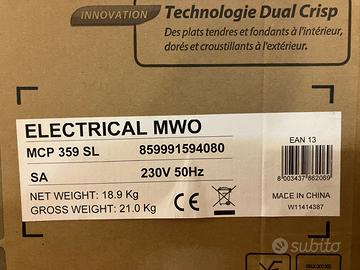 INNOVATION
Technologie Dual Crisp
Des plats tendres et fondants à l'intérieur,
dorés et croustillants à l'extérieur.
ELECTRICAL MWO
MCP 359 SL 859991594080
SA 230V 50Hz
NET WEIGHT: 18.9 Kg
GROSS WEIGHT: 21.0 Kg
CE
EAN 13
8003437862069
MADE IN CHINA
W11414387
subito